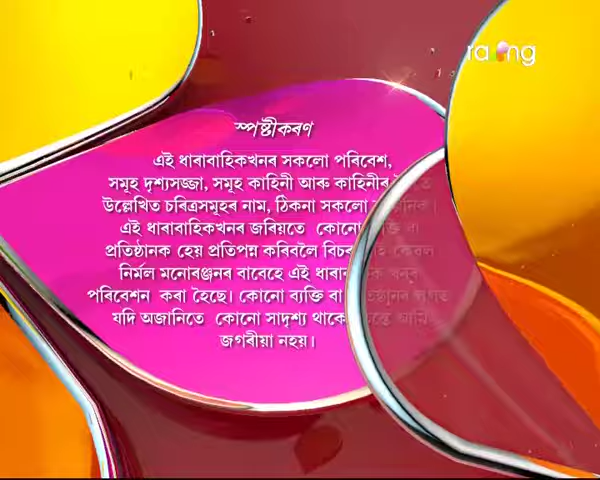 rang
স্পষ্টীকৰণ
এই ধাৰাবাহিকখনৰ সকলো পৰিবেশ,
সমূহ দৃশ্যসজ্জা, সমূহ কাহিনী আৰু কাহিনীৰ
উল্লেখিত চৰিত্ৰসমূহৰ নাম, ঠিকনা সকলো
এই ধাৰাবাহিকখনৰ জৰিয়তে কোনো বা
প্ৰতিষ্ঠানক হেয় প্ৰতিপন্ন কৰিবলৈ কেৱল
নিৰ্মল মনোৰঞ্জনৰ বাবেহে এই
পৰিবেশন কৰা হৈছে। কোনো ব্যক্তি বা
যদি অজানিতে কোনো সাদৃশ্য থাকে
জগৰীয়া নহয়।